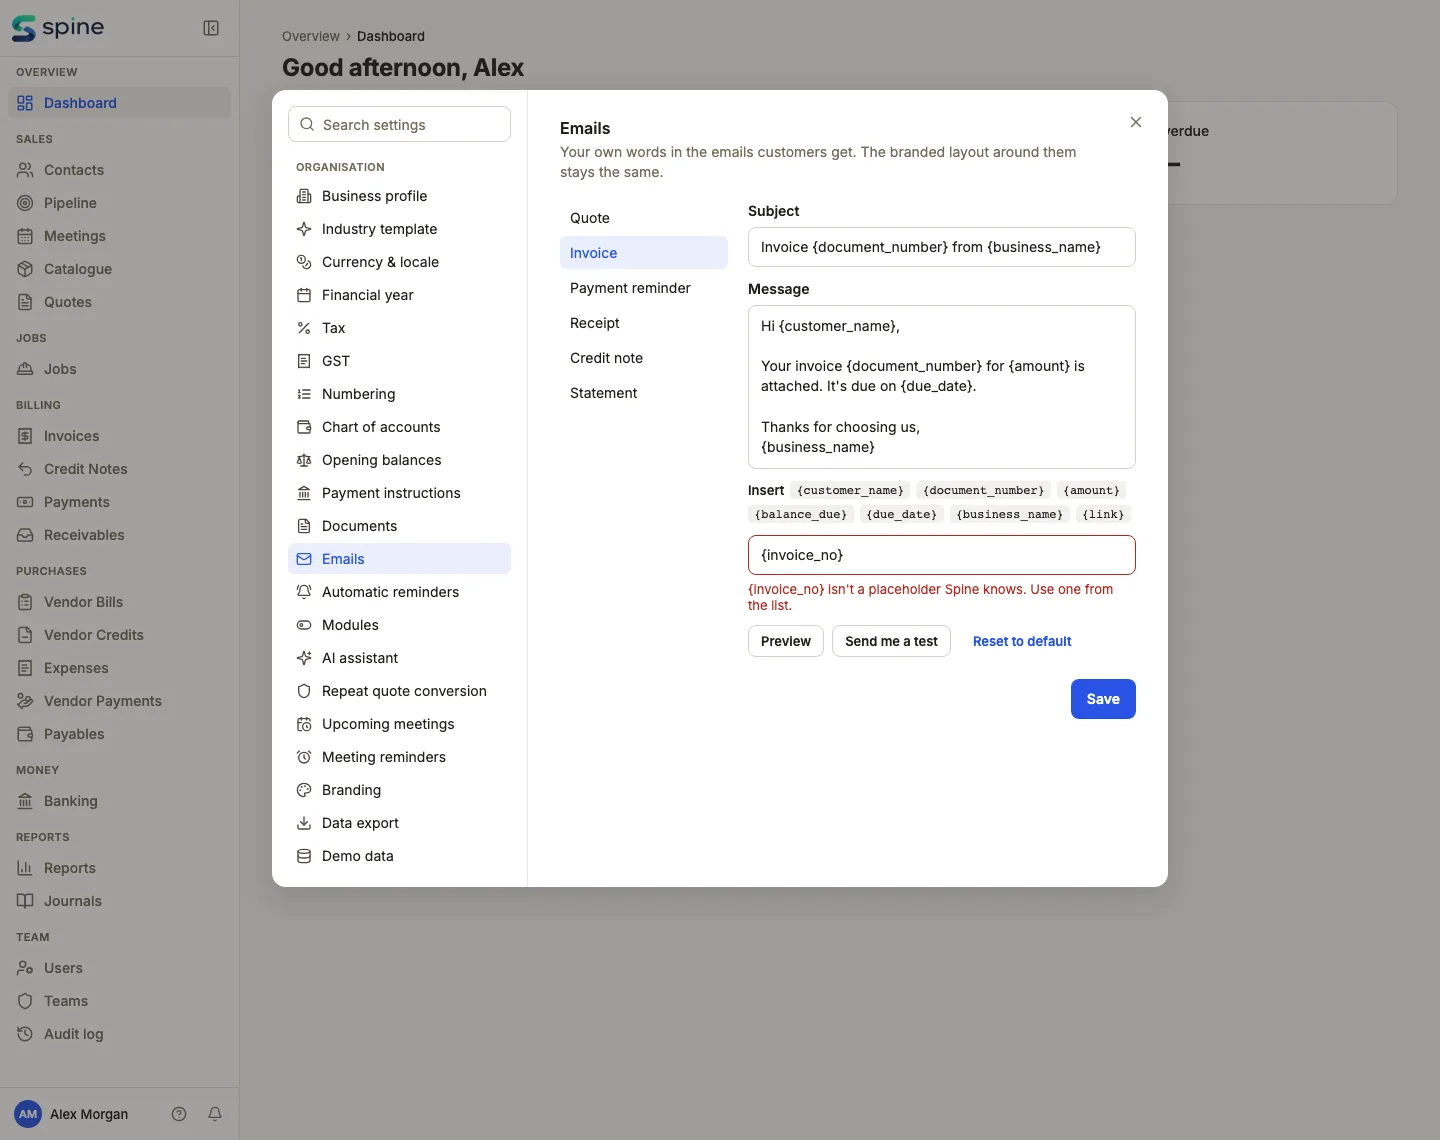 spine
OVERVIEW
Dashboard
SALES
Contacts
Pipeline
Meetings
Catalogue
Quotes
JOBS
Jobs
BILLING
Invoices
Credit Notes
Payments
Receivables
PURCHASES
Vendor Bills
Vendor Credits
Expenses
Vendor Payments
Payables
MONEY
Banking
REPORTS
Reports
Journals
TEAM
Users
Teams
Audit log
AM Alex Morgan
Overview › Dashboard
Good afternoon, Alex
Search settings
ORGANISATION
Business profile
Industry template
Currency & locale
Financial year
Tax
GST
Numbering
Chart of accounts
Opening balances
Payment instructions
Documents
Emails
Automatic reminders
Modules
AI assistant
Repeat quote conversion
Upcoming meetings
Meeting reminders
Branding
Data export
Demo data
Emails
Your own words in the emails customers get. The branded layout around them
stays the same.
Quote
Invoice
Payment reminder
Receipt
Credit note
Statement
Subject
Invoice {document_number} from {business_name}
Message
Hi {customer_name},
Your invoice {document_number} for {amount} is
attached. It's due on {due_date}.
Thanks for choosing us,
{business_name}
Insert {customer_name} {document_number} {amount}
{balance_due} {due_date} {business_name} {link}
{invoice_no}
{invoice_no} isn't a placeholder Spine knows. Use one from
the list.
Preview Send me a test Reset to default
Save
verdue